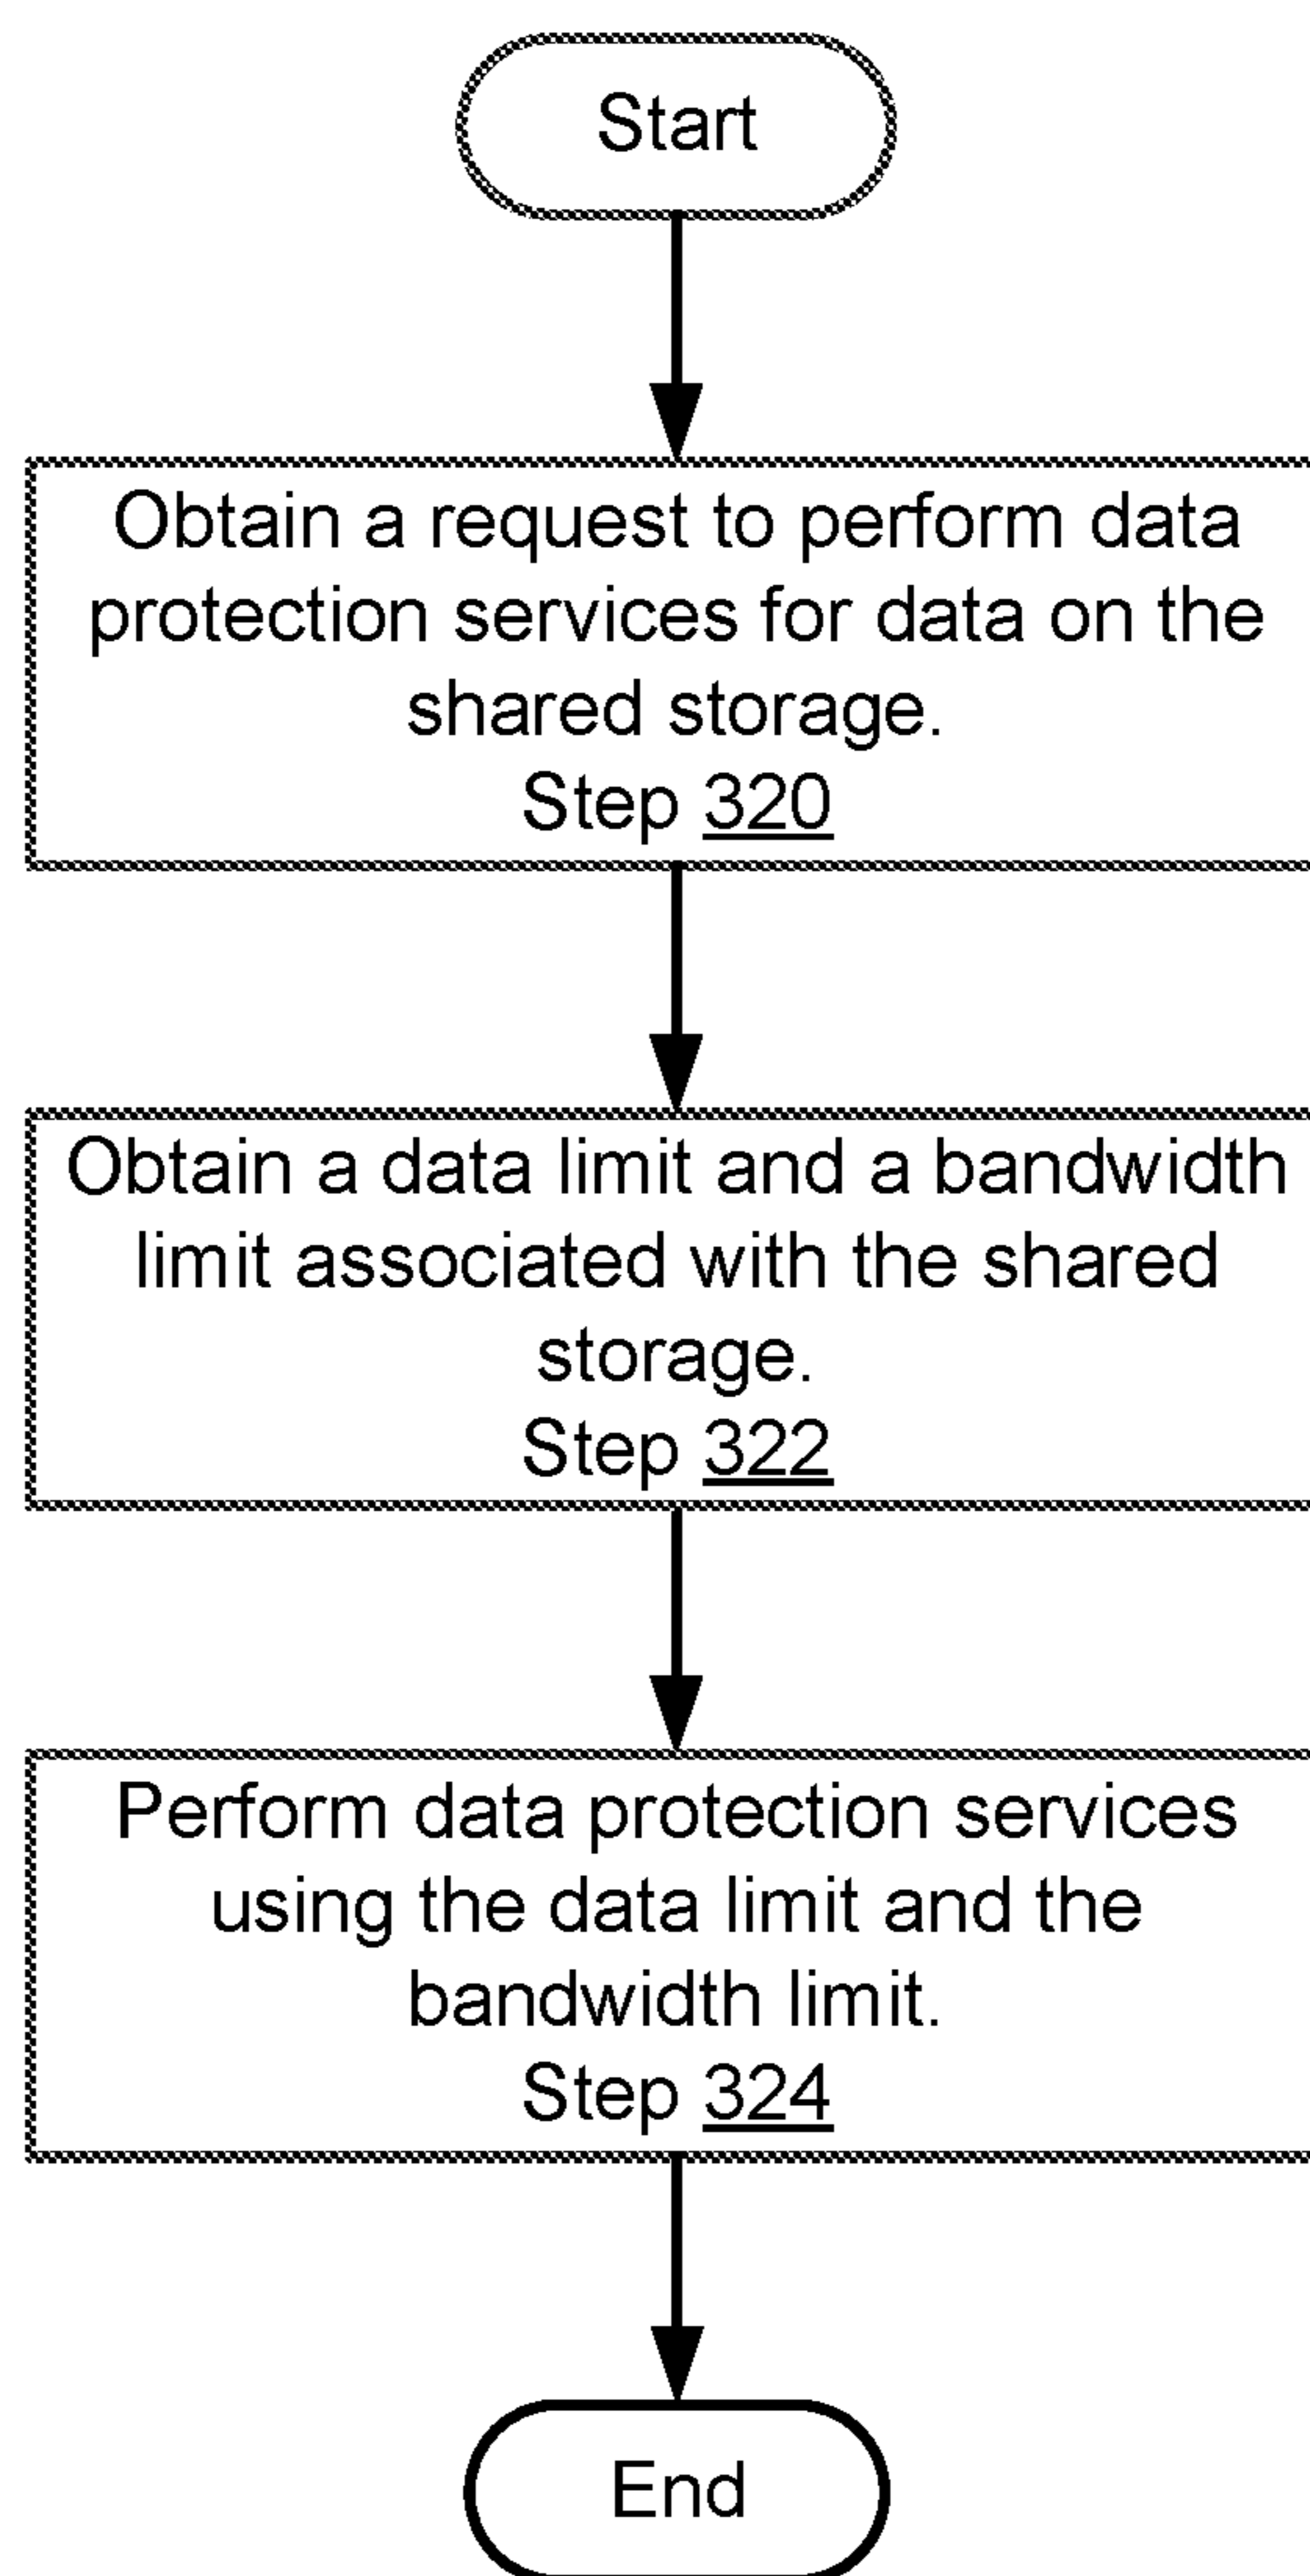 Start
Obtain a request to perform data
protection services for data on the
shared storage.
Step 320
Obtain a data limit and a bandwidth
limit associated with the shared
storage.
Step 322
Perform data protection services
using the data limit and the
bandwidth limit.
Step 324
End